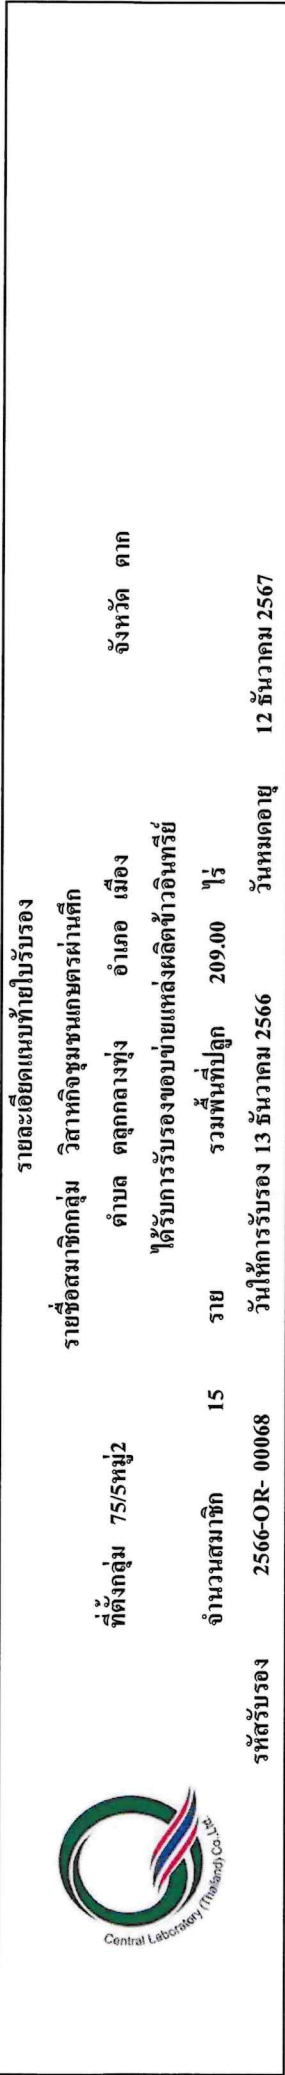 รายละเอียดแนบท้ายใบรับรอง
รายชื่อสมาชิกกลุ่ม วิสาหกิจชุมชนเกษตรผ่านศึก
ที่ตั้งกลุ่ม 75/5หมู่2 ตำบล ตลุกกลางทุ่ง อำเภอ เมือง จังหวัด ตาก
ได้รับการรับรองขอบข่ายแหล่งผลิตข้าวอินทรีย์
จำนวนสมาชิก 15 ราย รวมพื้นที่ปลูก 209.00 ไร่
รหัสรับรอง 2566-OR- 00068 วันให้การรับรอง 13 ธันวาคม 2566 วันหมดอายุ 12 ธันวาคม 2567
Central Laboratory (Thailand) Co.,Ltd.